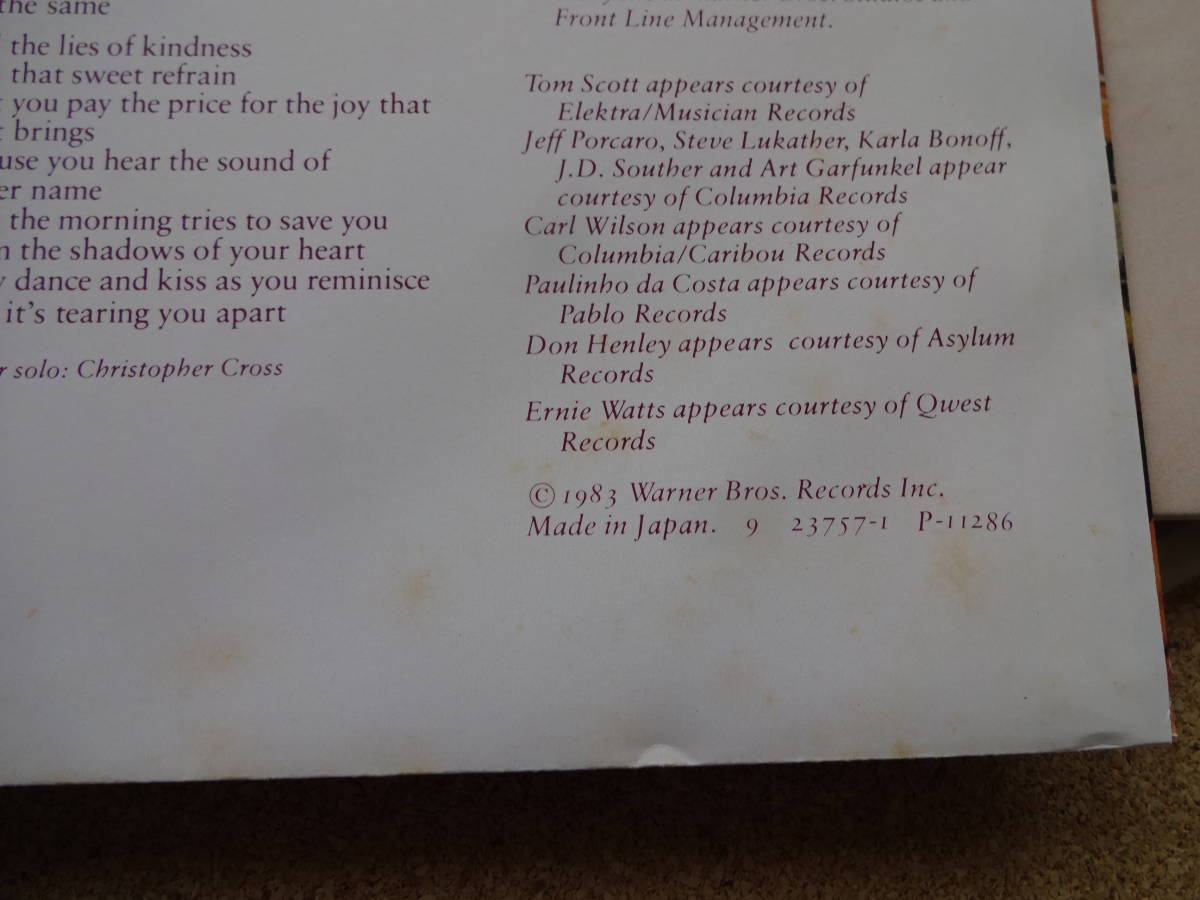 the same
the lies of kindness
that sweet refrain
you pay the price for the joy that
brings
you hear the sound of
name
the morning tries to save you
the shadows of your heart
dance and kiss as you reminisce
it's tearing you apart
solo: Christopher Cross
Front Line Management.
Tom Scott appears courtesy of
Elektra/Musician Records
Jeff Porcaro, Steve Lukather, Karla Bonoff,
J.D. Souther and Art Garfunkel appear
courtesy of Columbia Records
Carl Wilson appears courtesy of
Columbia/Caribou Records
Paulinho da Costa appears courtesy of
Pablo Records
Don Henley appears courtesy of Asylum
Records
Ernie Watts appears courtesy of Qwest
Records
© 1983 Warner Bros. Records Inc.
Made in Japan. 9 23757-1 P-11286